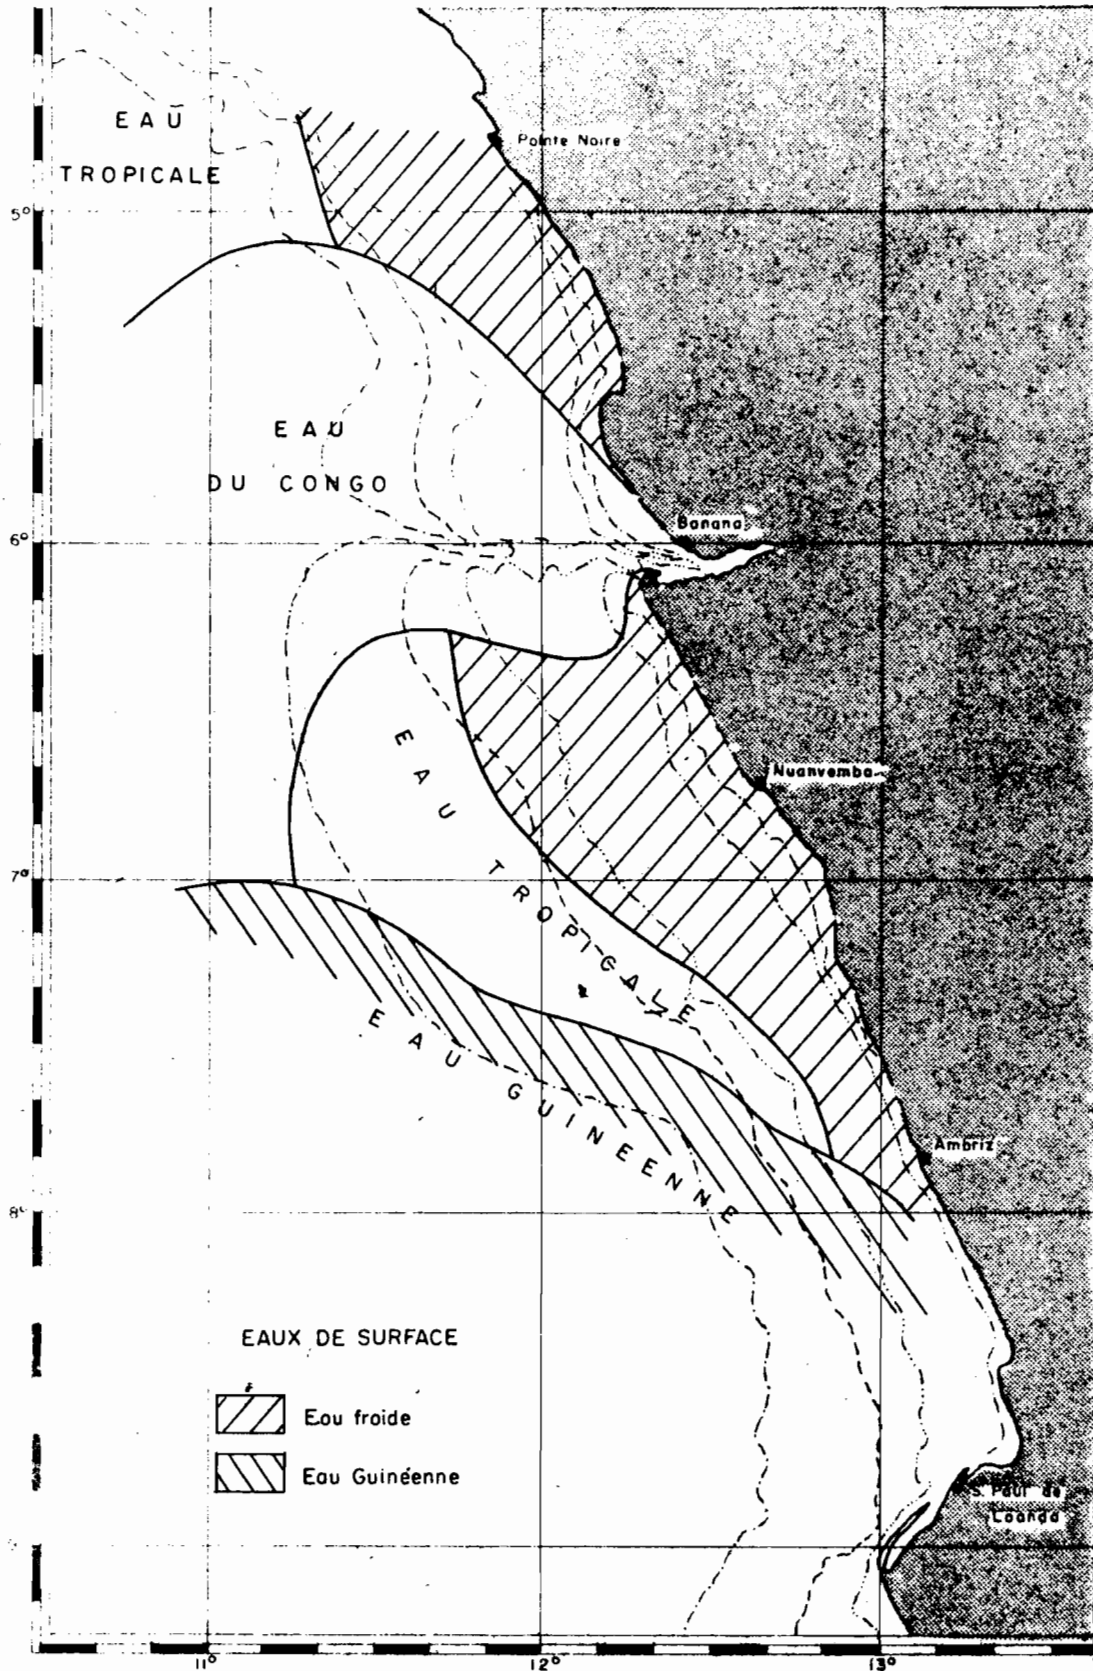 EAU
TROPICALE
Pointe Noire
5°
EAU
DU CONGO
Banana
6°
EAU TROPICALE
Nuanvemba
7°
EAU GUINEENNE
Ambriz
8°
EAUX DE SURFACE
Eau froide
Eau Guinéenne
S. Paul de
Loanda
11° 12° 13°